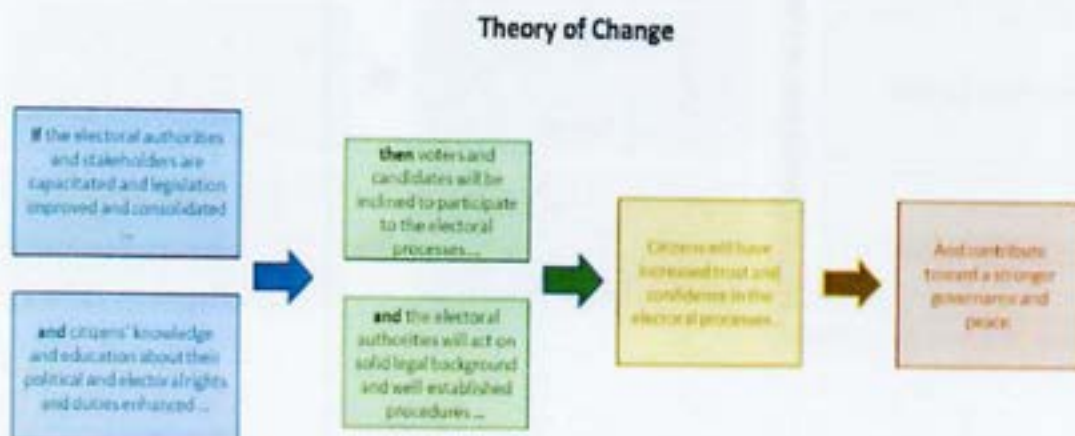 Theory of Change
If the electoral authorities
and stakeholders are
capacitated and legislation
improved and consolidated
...
and citizens' knowledge
and education about their
political and electoral rights
and duties enhanced ...
then voters and
candidates will be
inclined to participate
to the electoral
processes ...
and the electoral
authorities will act on
solid legal background
and well-established
procedures ...
Citizens will have
increased trust and
confidence in the
electoral processes...
And contribute
toward a stronger
governance and
peace